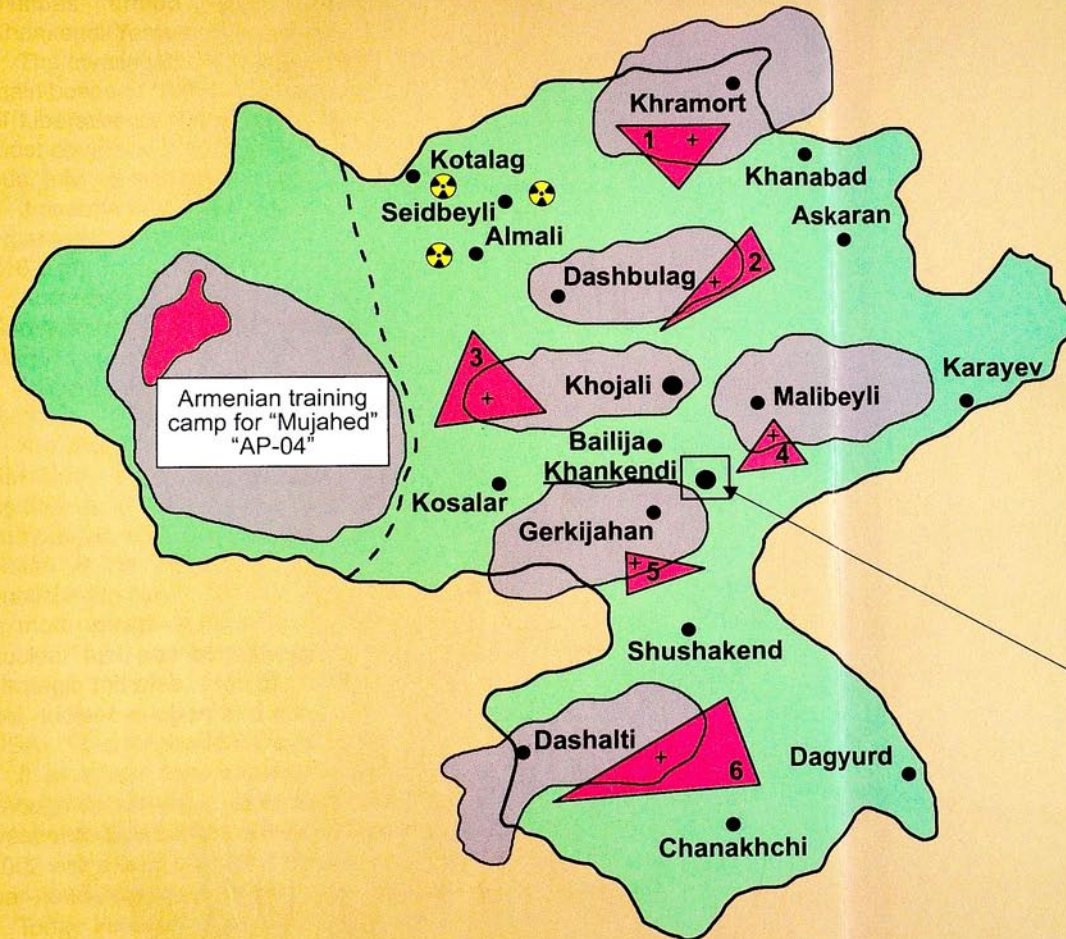 Khramort
1
Khanabad
Kotalag
Askaran
Seidbeyli
Almali
2
Dashbulag
3
Khojali
Karayev
Malibeyli
Armenian training
camp for “Mujahed”
“AP-04”
Bailija
4
Khankendi
Kosalar
Gerkijahan
5
Shushakend
Dashalti
6
Dagyurd
Chanakhchi